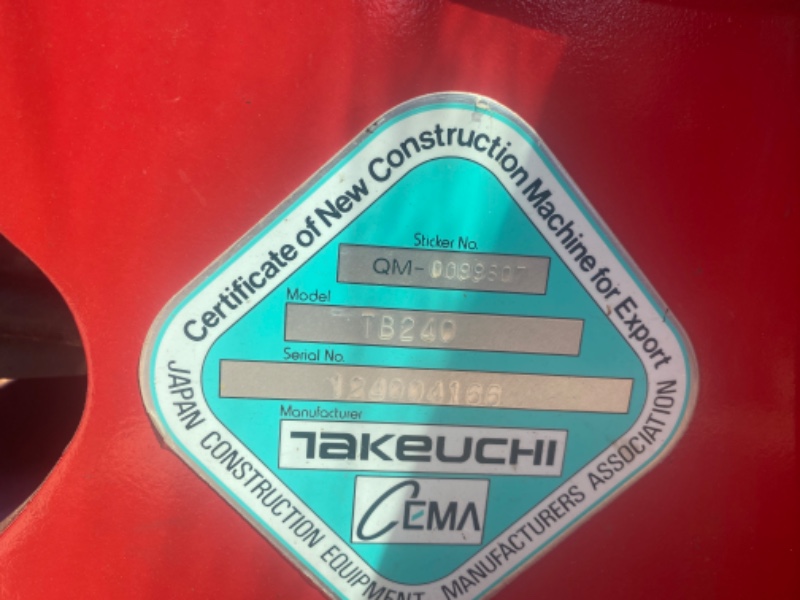 Certificate of New Construction Machine for Export
Sticker No.
QM-
Model
TB240
Serial No.
Manufacturer
TAKEUCHI
CEMA
JAPAN CONSTRUCTION EQUIPMENT MANUFACTURERS ASSOCIATION